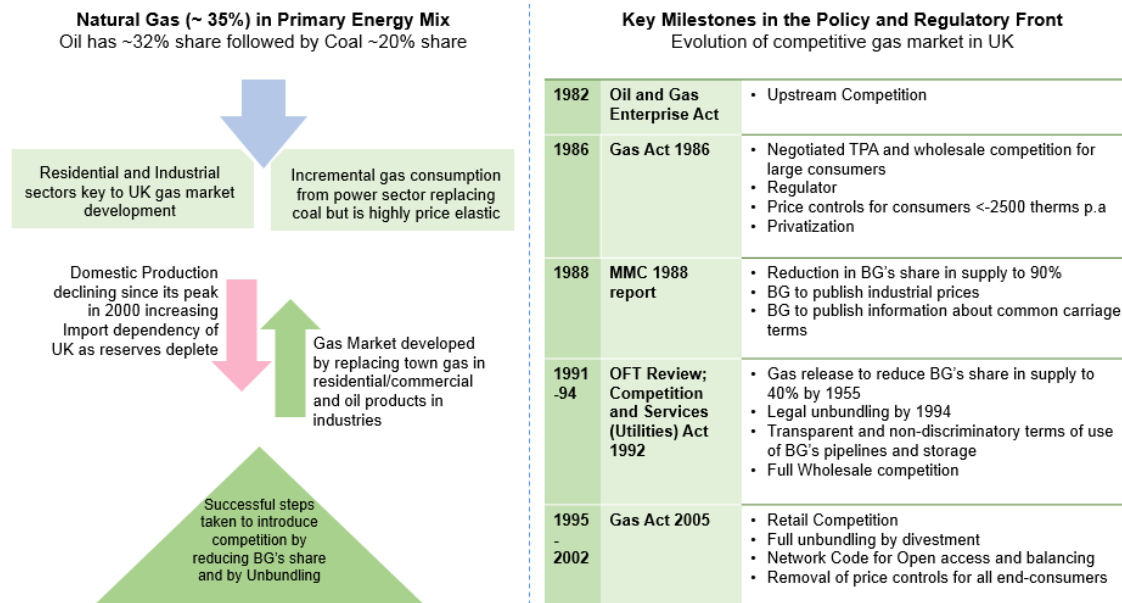 Natural Gas (~ 35%) in Primary Energy Mix
Oil has ~32% share followed by Coal ~20% share
Residential and Industrial
sectors key to UK gas market
development
Incremental gas consumption
from power sector replacing
coal but is highly price elastic
Domestic Production
declining since its peak
in 2000 increasing
Import dependency of
UK as reserves deplete
Gas Market developed
by replacing town gas in
residential/commercial
and oil products in
industries
Successful steps
taken to introduce
competition by
reducing BG's share
and by Unbundling
Key Milestones in the Policy and Regulatory Front
Evolution of competitive gas market in UK
1982
Oil and Gas
Enterprise Act
• Upstream Competition
1986
Gas Act 1986
• Negotiated TPA and wholesale competition for
large consumers
• Regulator
• Price controls for consumers <-2500 therms p.a
• Privatization
1988
MMC 1988
report
• Reduction in BG's share in supply to 90%
• BG to publish industrial prices
• BG to publish information about common carriage
terms
1991
-94
OFT Review;
Competition
and Services
(Utilities) Act
1992
• Gas release to reduce BG's share in supply to
40% by 1955
• Legal unbundling by 1994
• Transparent and non-discriminatory terms of use
of BG's pipelines and storage
• Full Wholesale competition
1995
-
2002
Gas Act 2005
• Retail Competition
• Full unbundling by divestment
• Network Code for Open access and balancing
• Removal of price controls for all end-consumers